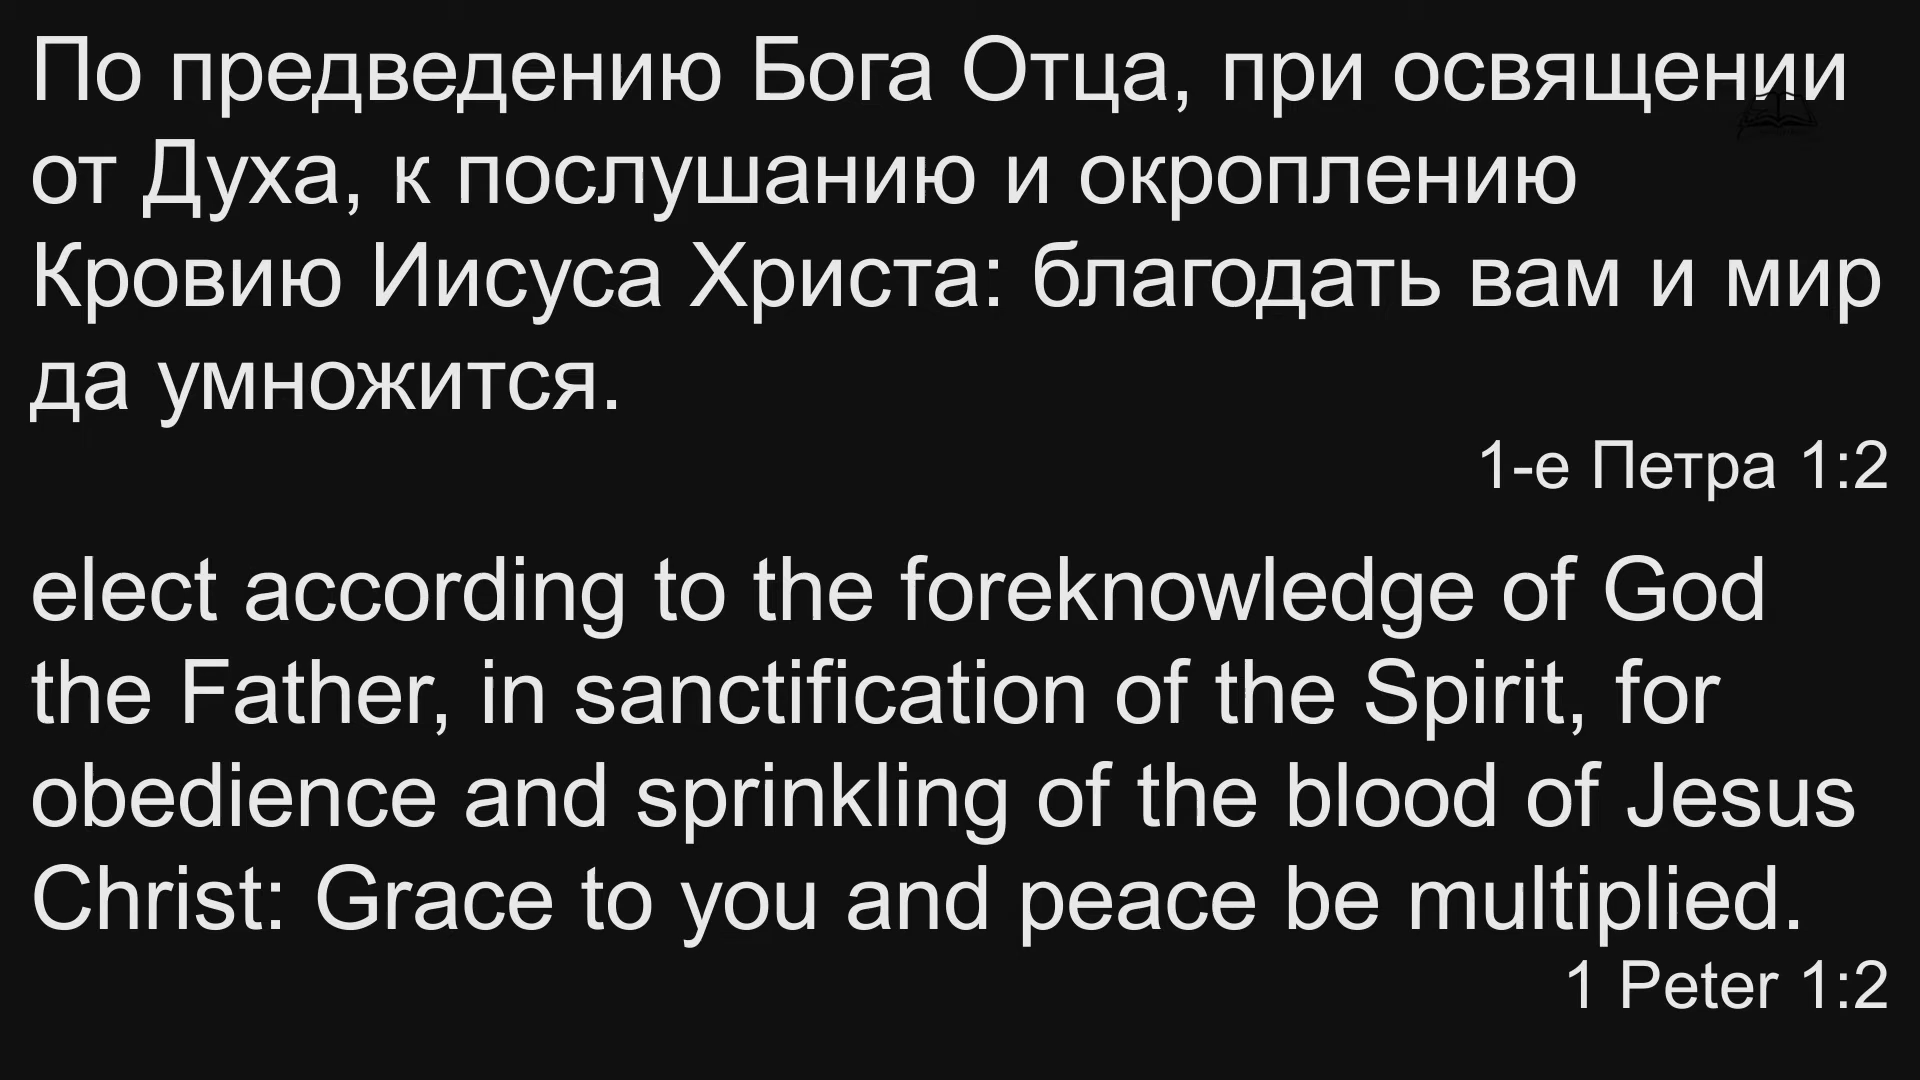 По предведению Бога Отца, при освящении
от Духа, к послушанию и окроплению
Кровию Иисуса Христа: благодать вам и мир
да умножится.
1-е Петра 1:2
elect according to the foreknowledge of God
the Father, in sanctification of the Spirit, for
obedience and sprinkling of the blood of Jesus
Christ: Grace to you and peace be multiplied.
1 Peter 1:2